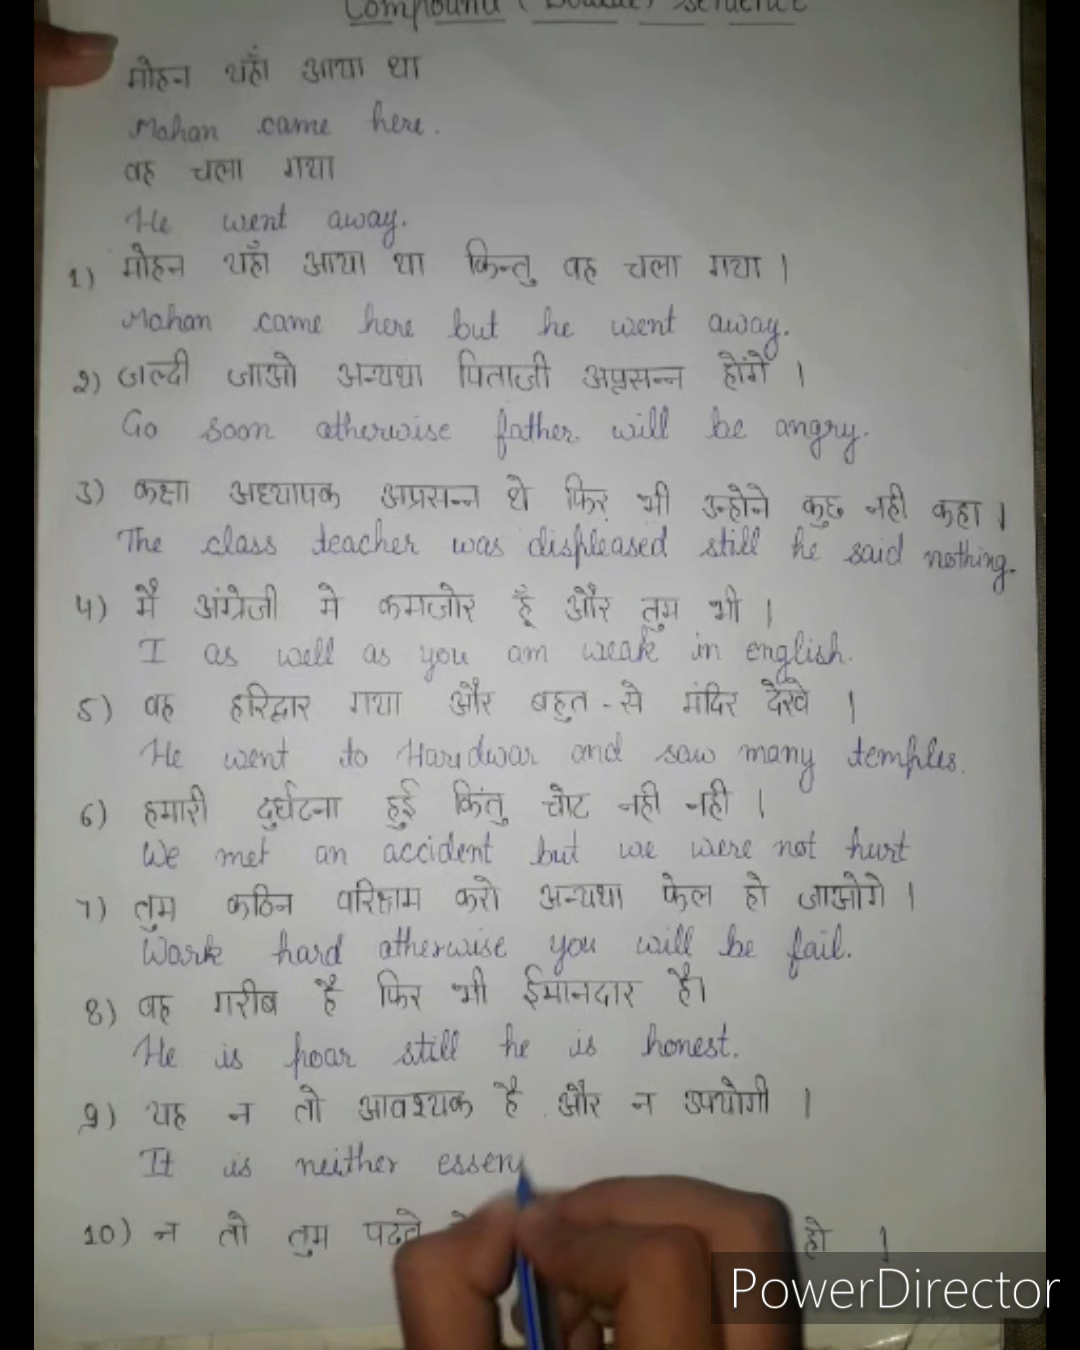 Compound ( ) Sentence
मोहन यहाँ आया था
Mohan came here.
वह चला गया
He went away.
1) मोहन यहाँ आया था किन्तु वह चला गया ।
Mohan came here but he went away.
2) जल्दी जाओ अन्यथा पिताजी अप्रसन्न होंगें ।
Go soon otherwise father will be angry.
3) कक्षा अध्यापक अप्रसन्न थे फिर भी उन्होने कुछ नही कहा ।
The class teacher was displeased still he said nothing.
4) मै अंग्रेजी मे कमजोर हूँ और तुम भी ।
I as well as you am weak in english.
5) वह हरिद्वार गया और बहुत-से मंदिर देखे ।
He went to Haridwar and saw many temples.
6) हमारी दुर्घटना हुई किंतु चोट नही नही ।
We met an accident but we were not hurt
7) तुम कठिन परिश्रम करो अन्यथा फेल हो जाओगे ।
Work hard otherwise you will be fail.
8) वह गरीब है फिर भी ईमानदार है।
He is poor still he is honest.
9) यह न तो आवश्यक है और न उपयोगी ।
It is neither essen
10) न तो तुम पढते हो ।
PowerDirector